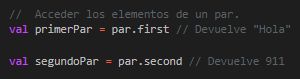 //  Acceder los elementos de un par.
val primerPar = par.first // Devuelve "Hola"
val segundoPar = par.second // Devuelve 911